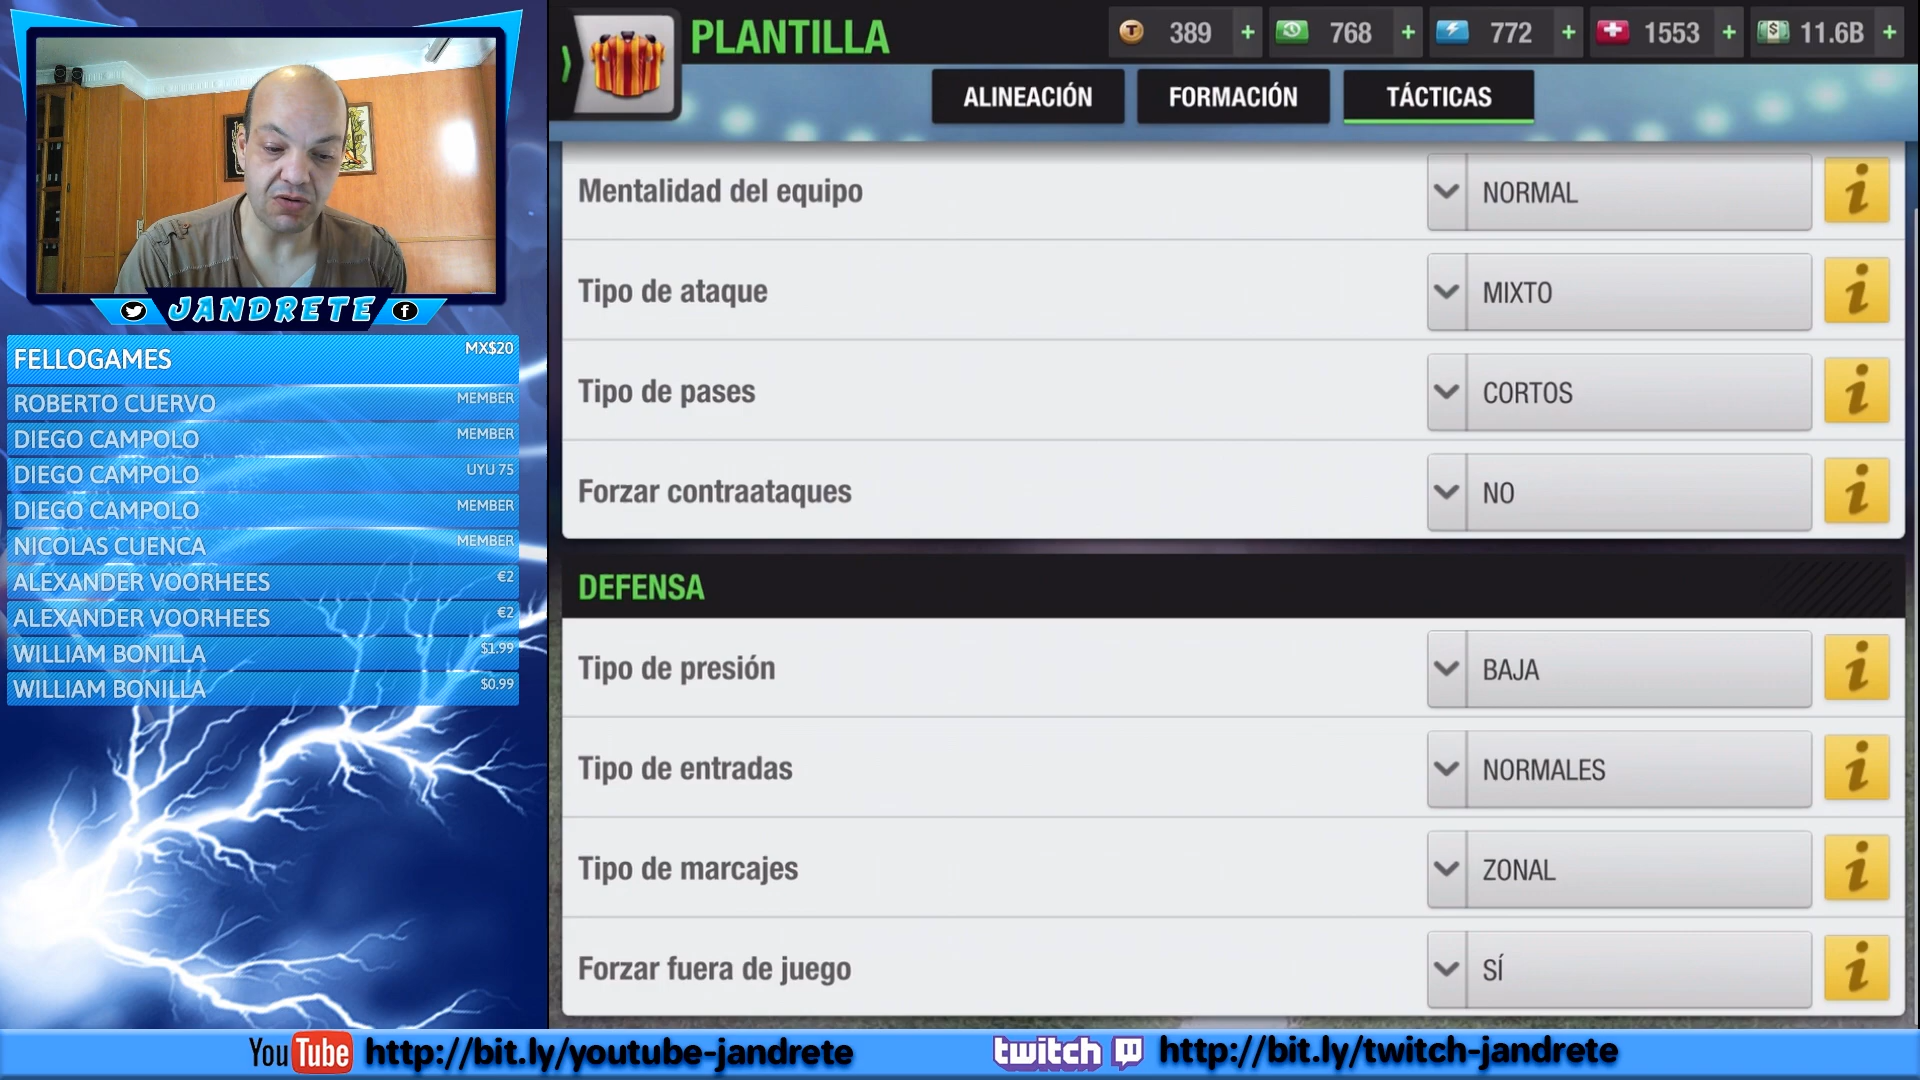 PLANTILLA
389 +
768 +
772 +
1553 +
11.6B +
ALINEACIÓN
FORMACIÓN
TÁCTICAS
Mentalidad del equipo
NORMAL
Tipo de ataque
MIXTO
Tipo de pases
CORTOS
Forzar contraataques
NO
DEFENSA
Tipo de presión
BAJA
Tipo de entradas
NORMALES
Tipo de marcajes
ZONAL
Forzar fuera de juego
SÍ
JANDRETE
FELLOGAMES MX$20
ROBERTO CUERVO MEMBER
DIEGO CAMPOLO MEMBER
DIEGO CAMPOLO UYU 75
DIEGO CAMPOLO MEMBER
NICOLAS CUENCA MEMBER
ALEXANDER VOORHEES €2
ALEXANDER VOORHEES €2
WILLIAM BONILLA $1.99
WILLIAM BONILLA $0.99
YouTube http://bit.ly/youtube-jandrete
twitch http://bit.ly/twitch-jandrete